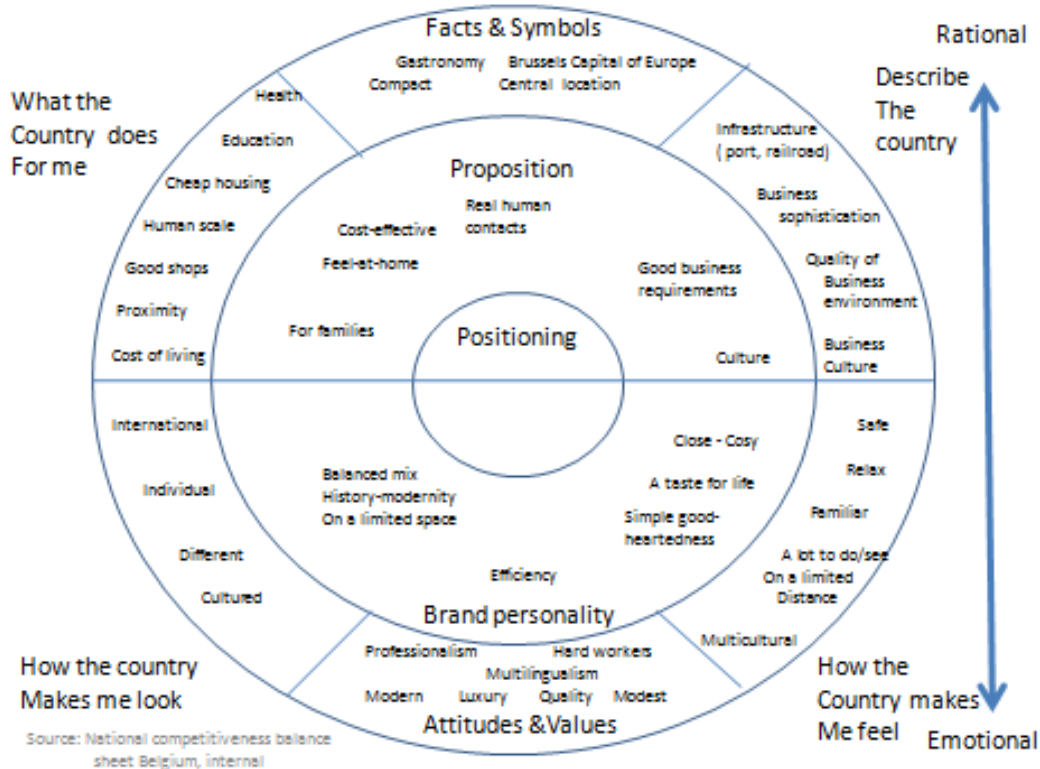 Facts & Symbols
Gastronomy Brussels Capital of Europe
Compact Central location
Rational
Describe
The
country
What the
Country does
For me
Health
Education
Cheap housing
Human scale
Good shops
Proximity
Cost of living
Infrastructure
( port, railroad)
Business
sophistication
Quality of
Business
environment
Business
Culture
Proposition
Real human
contacts
Cost-effective
Feel-at-home
For families
Good business
requirements
Culture
Positioning
International
Individual
Different
Cultured
Balanced mix
History-modernity
On a limited space
Close - Cosy
A taste for life
Simple good-
heartedness
Efficiency
Brand personality
Safe
Relax
Familiar
A lot to do/see
On a limited
Distance
Multicultural
Professionalism Hard workers
Multilingualism
Modern Luxury Quality Modest
Attitudes &Values
How the country
Makes me look
How the
Country makes
Me feel
Emotional
Source: National competitiveness balance
sheet Belgium, internal